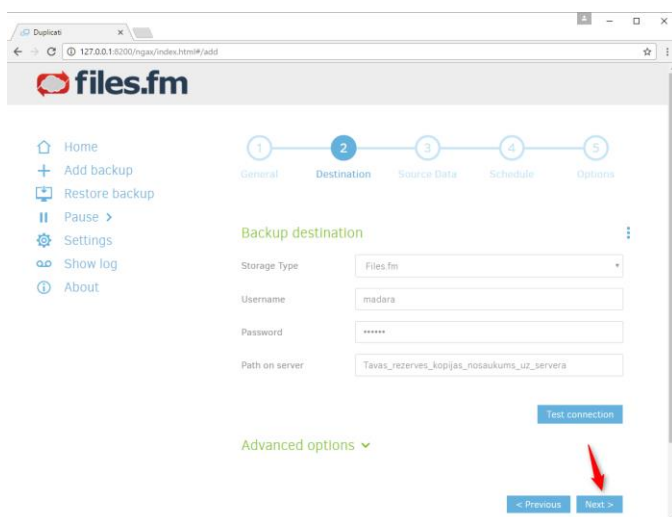 Duplicati
127.0.0.1:8200/ngax/index.html#/add
files.fm
Home
Add backup
Restore backup
Pause >
Settings
Show log
About
1 2 3 4 5
General Destination Source Data Schedule Options
Backup destination
Storage Type Files.fm
Username madara
Password ••••••
Path on server Tavas_rezerves_kopijas_nosaukums_uz_servera
Test connection
Advanced options
< Previous Next >